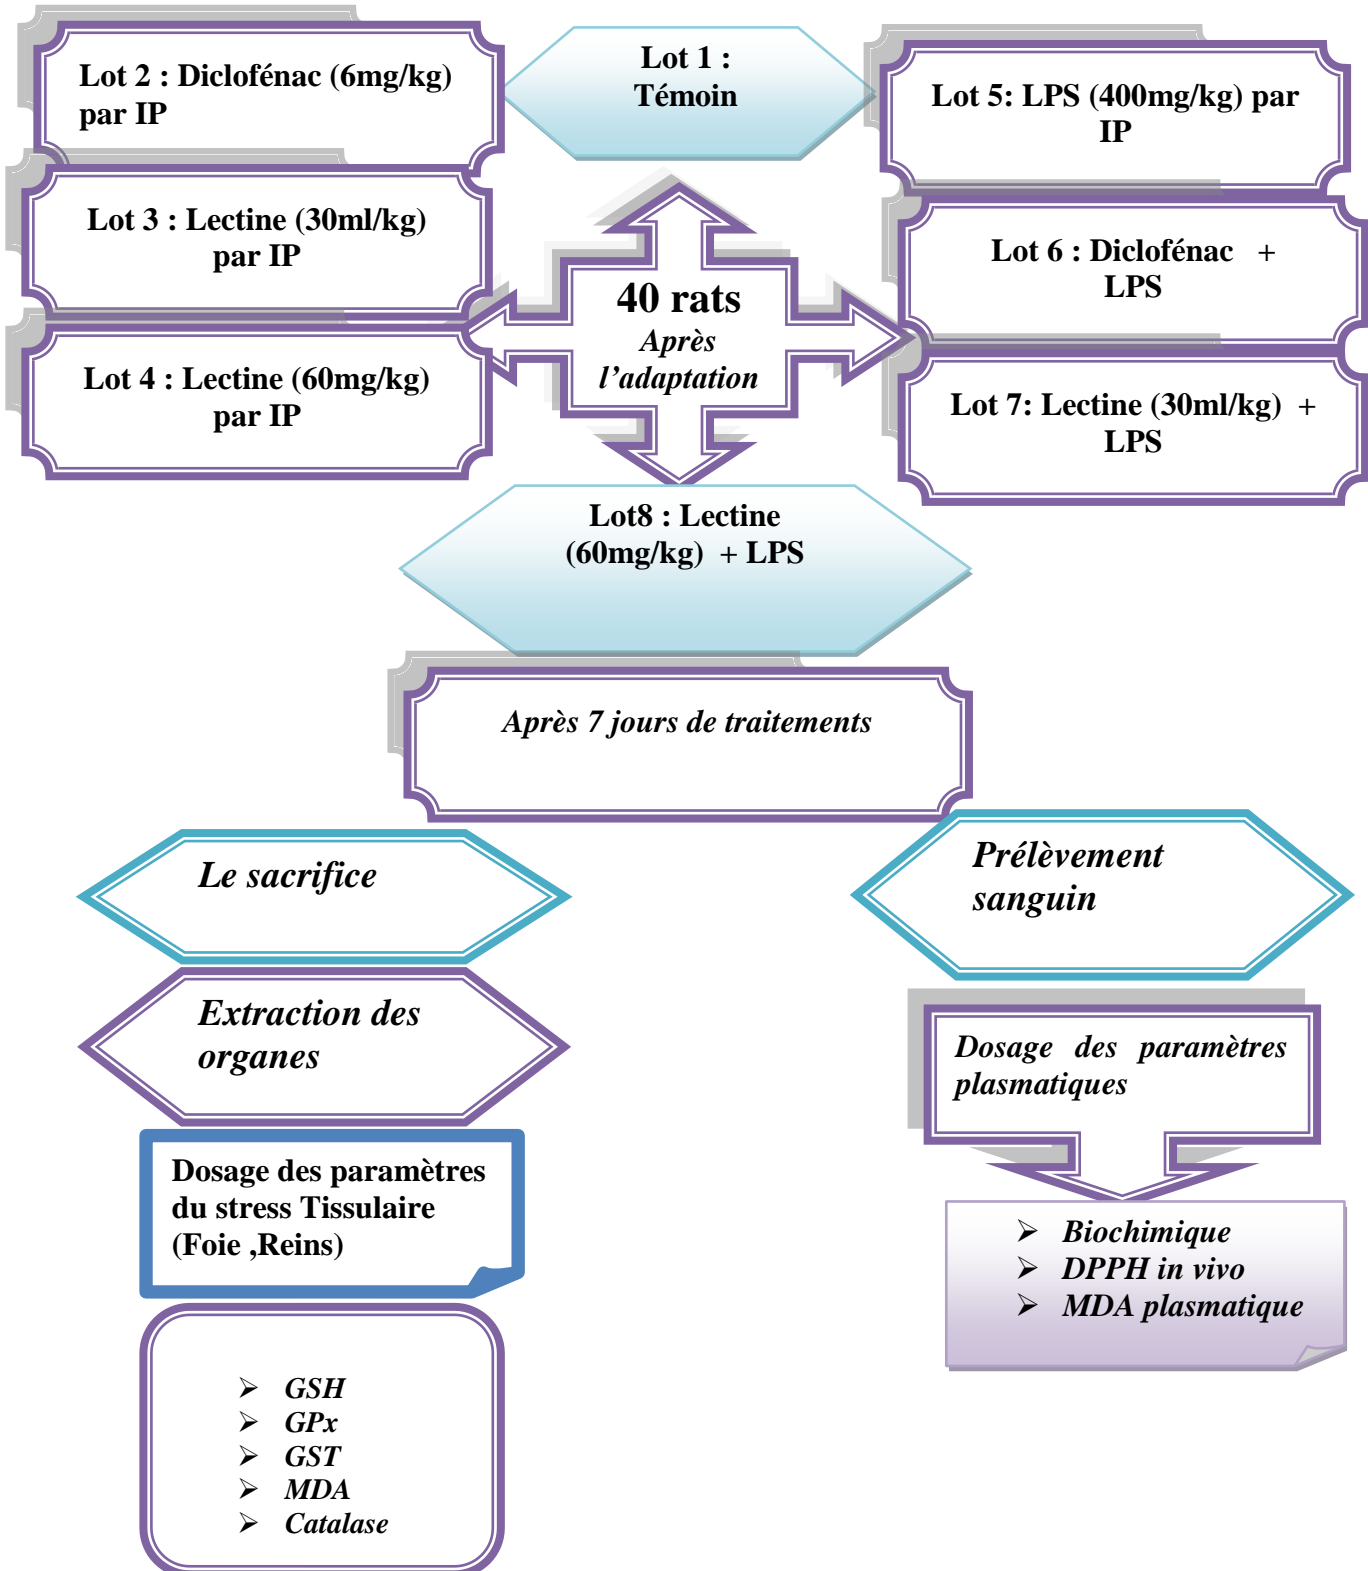 Lot 1 :
Témoin
Lot 2 : Diclofénac (6mg/kg)
par IP
Lot 3 : Lectine (30ml/kg)
par IP
Lot 4 : Lectine (60mg/kg)
par IP
40 rats
Après
l’adaptation
Lot 5: LPS (400mg/kg) par
IP
Lot 6 : Diclofénac +
LPS
Lot 7: Lectine (30ml/kg) +
LPS
Lot8 : Lectine
(60mg/kg) + LPS
Après 7 jours de traitements
Le sacrifice
Extraction des
organes
Dosage des paramètres
du stress Tissulaire
(Foie ,Reins)
➢ GSH
➢ GPx
➢ GST
➢ MDA
➢ Catalase
Prélèvement
sanguin
Dosage des paramètres
plasmatiques
➢ Biochimique
➢ DPPH in vivo
➢ MDA plasmatique